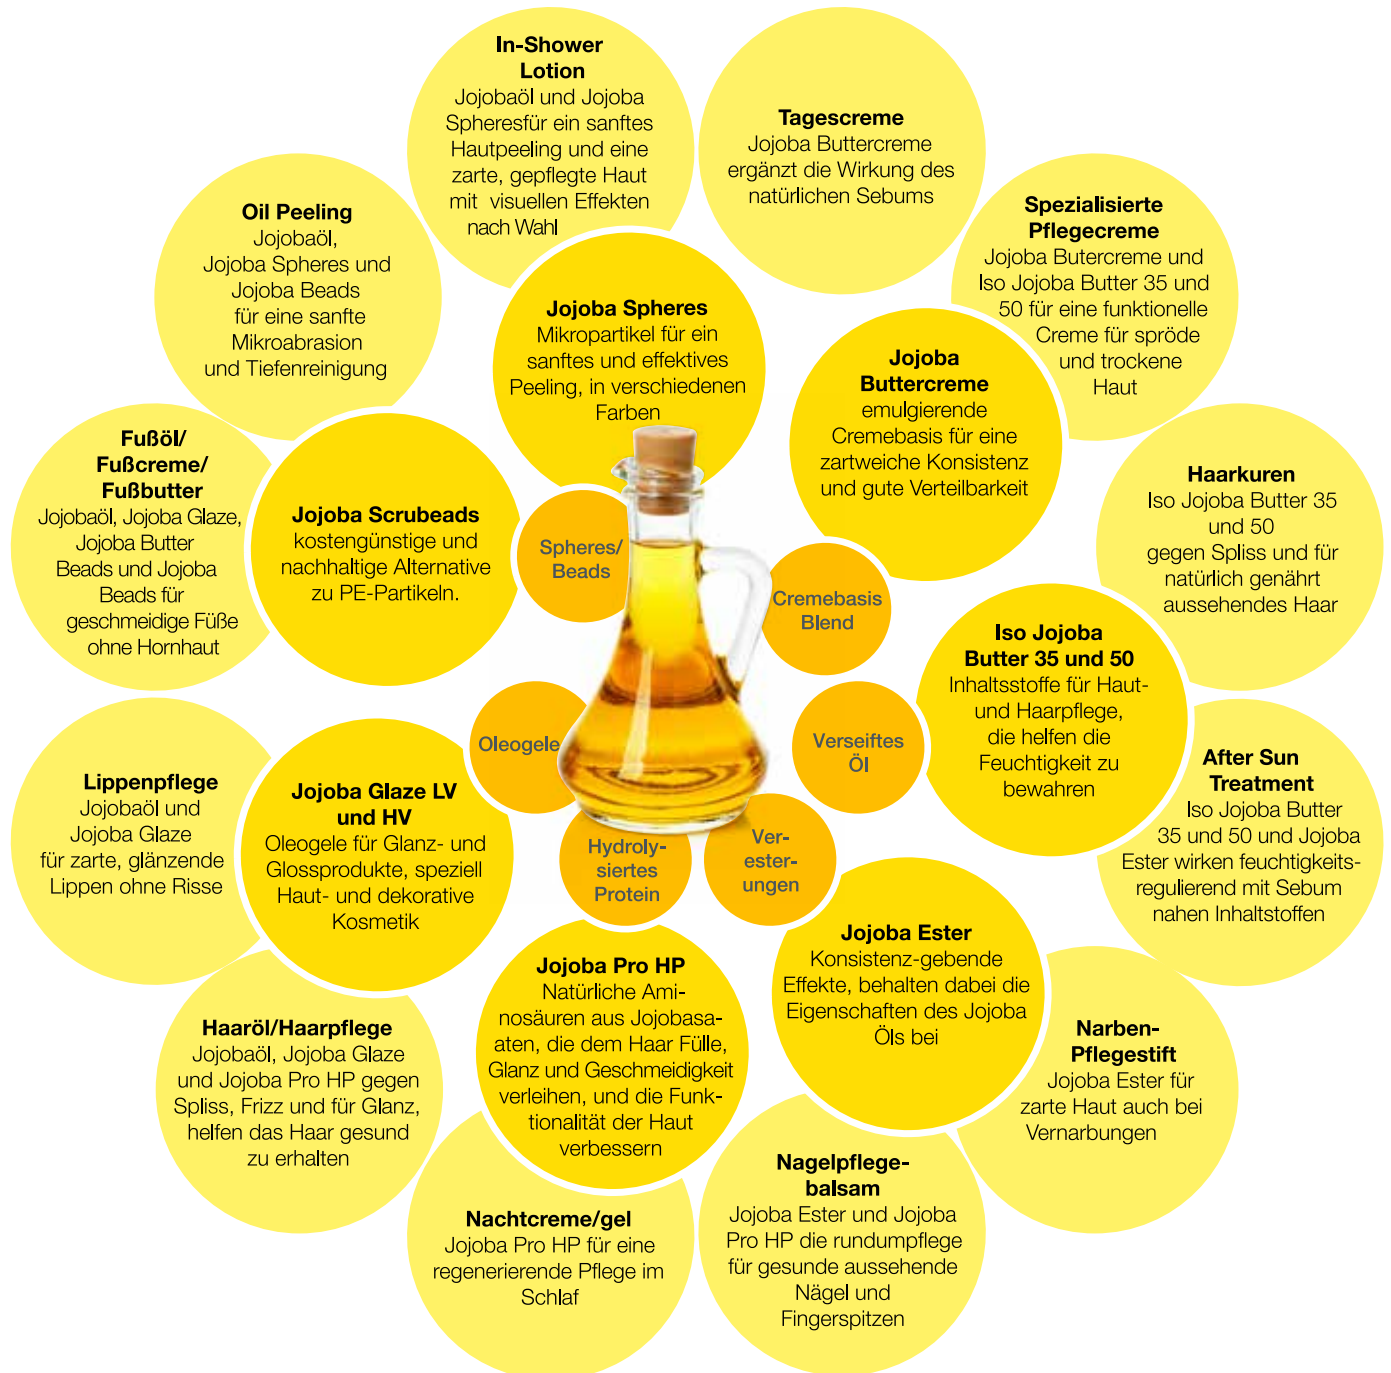 In-Shower
Lotion
Jojobaöl und Jojoba
Spheresfür ein sanftes
Hautpeeling und eine
zarte, gepflegte Haut
mit visuellen Effekten
nach Wahl
Tagescreme
Jojoba Buttercreme
ergänzt die Wirkung des
natürlichen Sebums
Oil Peeling
Jojobaöl,
Jojoba Spheres und
Jojoba Beads
für eine sanfte
Mikroabrasion
und Tiefenreinigung
Spezialisierte
Pflegecreme
Jojoba Butercreme und
Iso Jojoba Butter 35 und
50 für eine funktionelle
Creme für spröde
und trockene
Haut
Jojoba Spheres
Mikropartikel für ein
sanftes und effektives
Peeling, in verschiedenen
Farben
Jojoba
Buttercreme
emulgierende
Cremebasis für eine
zartweiche Konsistenz
und gute Verteilbarkeit
Fußöl/
Fußcreme/
Fußbutter
Jojobaöl, Jojoba Glaze,
Jojoba Butter
Beads und Jojoba
Beads für
geschmeidige Füße
ohne Hornhaut
Jojoba Scrubeads
kostengünstige und
nachhaltige Alternative
zu PE-Partikeln.
Spheres/
Beads
Cremebasis
Blend
Haarkuren
Iso Jojoba Butter 35
und 50
gegen Spliss und für
natürlich genährt
aussehendes Haar
Iso Jojoba
Butter 35 und 50
Inhaltsstoffe für Haut-
und Haarpflege,
die helfen die
Feuchtigkeit zu
bewahren
Oleogele
Verseiftes
Öl
Lippenpflege
Jojobaöl und
Jojoba Glaze
für zarte, glänzende
Lippen ohne Risse
Jojoba Glaze LV
und HV
Oleogele für Glanz- und
Glossprodukte, speziell
Haut- und dekorative
Kosmetik
Hydroly-
siertes
Protein
Ver-
ester-
ungen
After Sun
Treatment
Iso Jojoba Butter
35 und 50 und Jojoba
Ester wirken feuchtigkeits-
regulierend mit Sebum
nahen Inhaltstoffen
Jojoba Ester
Konsistenz-gebende
Effekte, behalten dabei die
Eigenschaften des Jojoba
Öls bei
Jojoba Pro HP
Natürliche Ami-
nosäuren aus Jojobasa-
aten, die dem Haar Fülle,
Glanz und Geschmeidigkeit
verleihen, und die Funk-
tionalität der Haut
verbessern
Haaröl/Haarpflege
Jojobaöl, Jojoba Glaze
und Jojoba Pro HP gegen
Spliss, Frizz und für Glanz,
helfen das Haar gesund
zu erhalten
Narben-
Pflegestift
Jojoba Ester für
zarte Haut auch bei
Vernarbungen
Nachtcreme/gel
Jojoba Pro HP für eine
regenerierende Pflege im
Schlaf
Nagelpflege-
balsam
Jojoba Ester und Jojoba
Pro HP die rundumpflege
für gesunde aussehende
Nägel und
Fingerspitzen